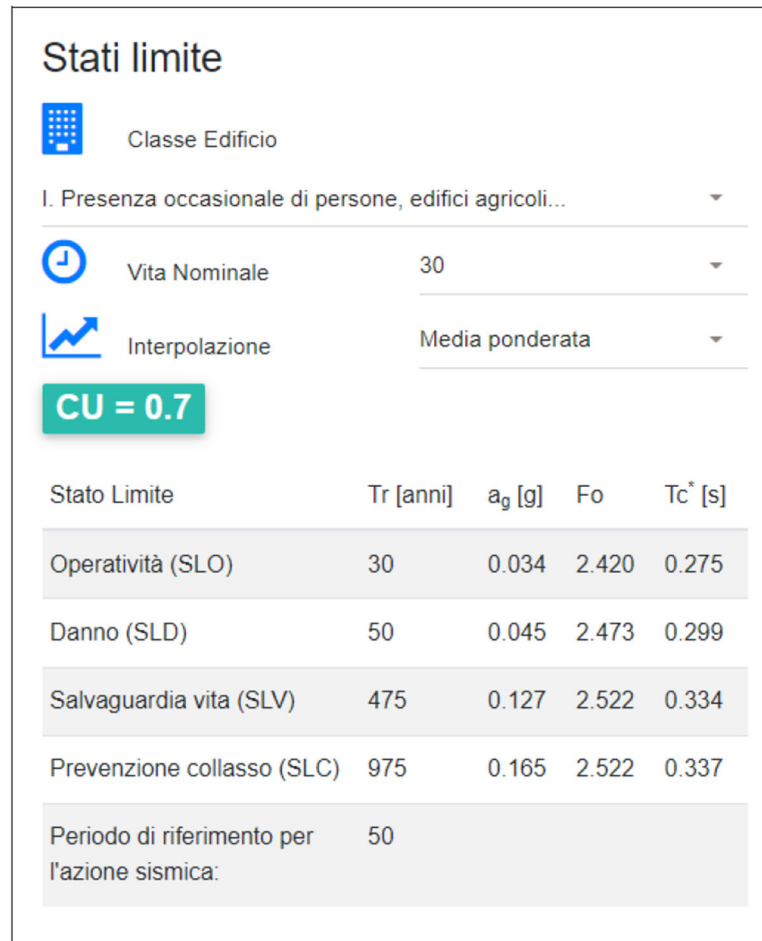 Stati limite
Classe Edificio
I. Presenza occasionale di persone, edifici agricoli...
Vita Nominale 30
Interpolazione Media ponderata
CU = 0.7
Stato Limite Tr [anni] ag [g] Fo Tc* [s]
Operatività (SLO) 30 0.034 2.420 0.275
Danno (SLD) 50 0.045 2.473 0.299
Salvaguardia vita (SLV) 475 0.127 2.522 0.334
Prevenzione collasso (SLC) 975 0.165 2.522 0.337
Periodo di riferimento per 50
l'azione sismica: